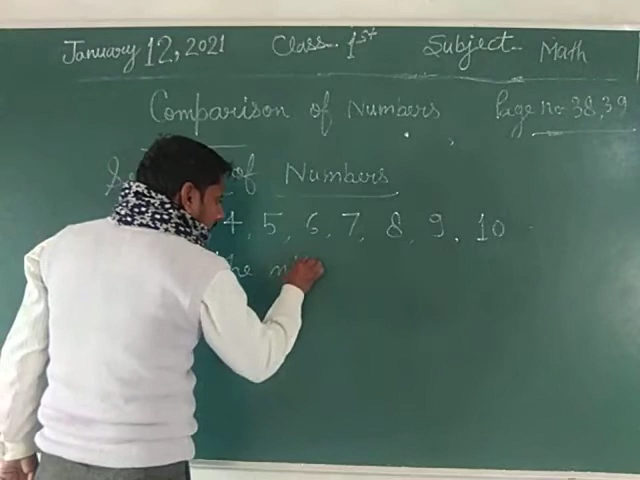 January 12, 2021 Class- 1st Subject- Math
Comparison of Numbers Page no-38,39
of Numbers
4, 5, 6, 7, 8, 9, 10
the